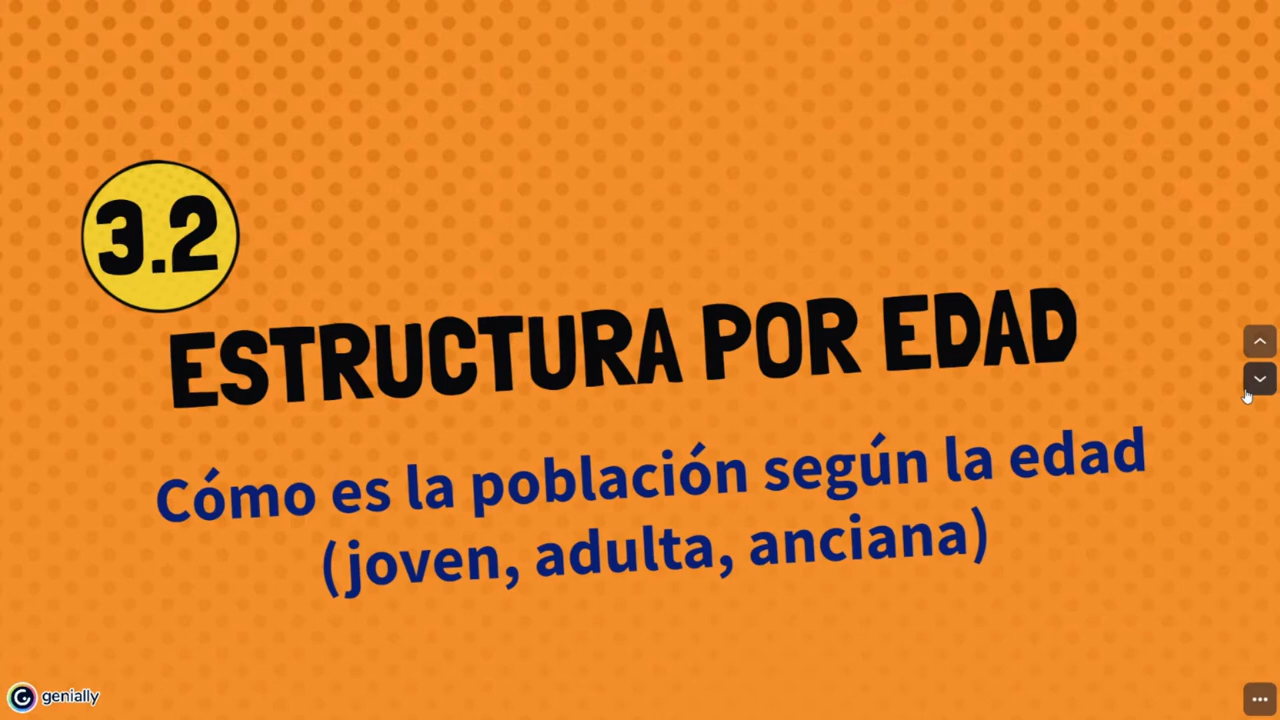 3.2
ESTRUCTURA POR EDAD
Cómo es la población según la edad
(joven, adulta, anciana)
genially